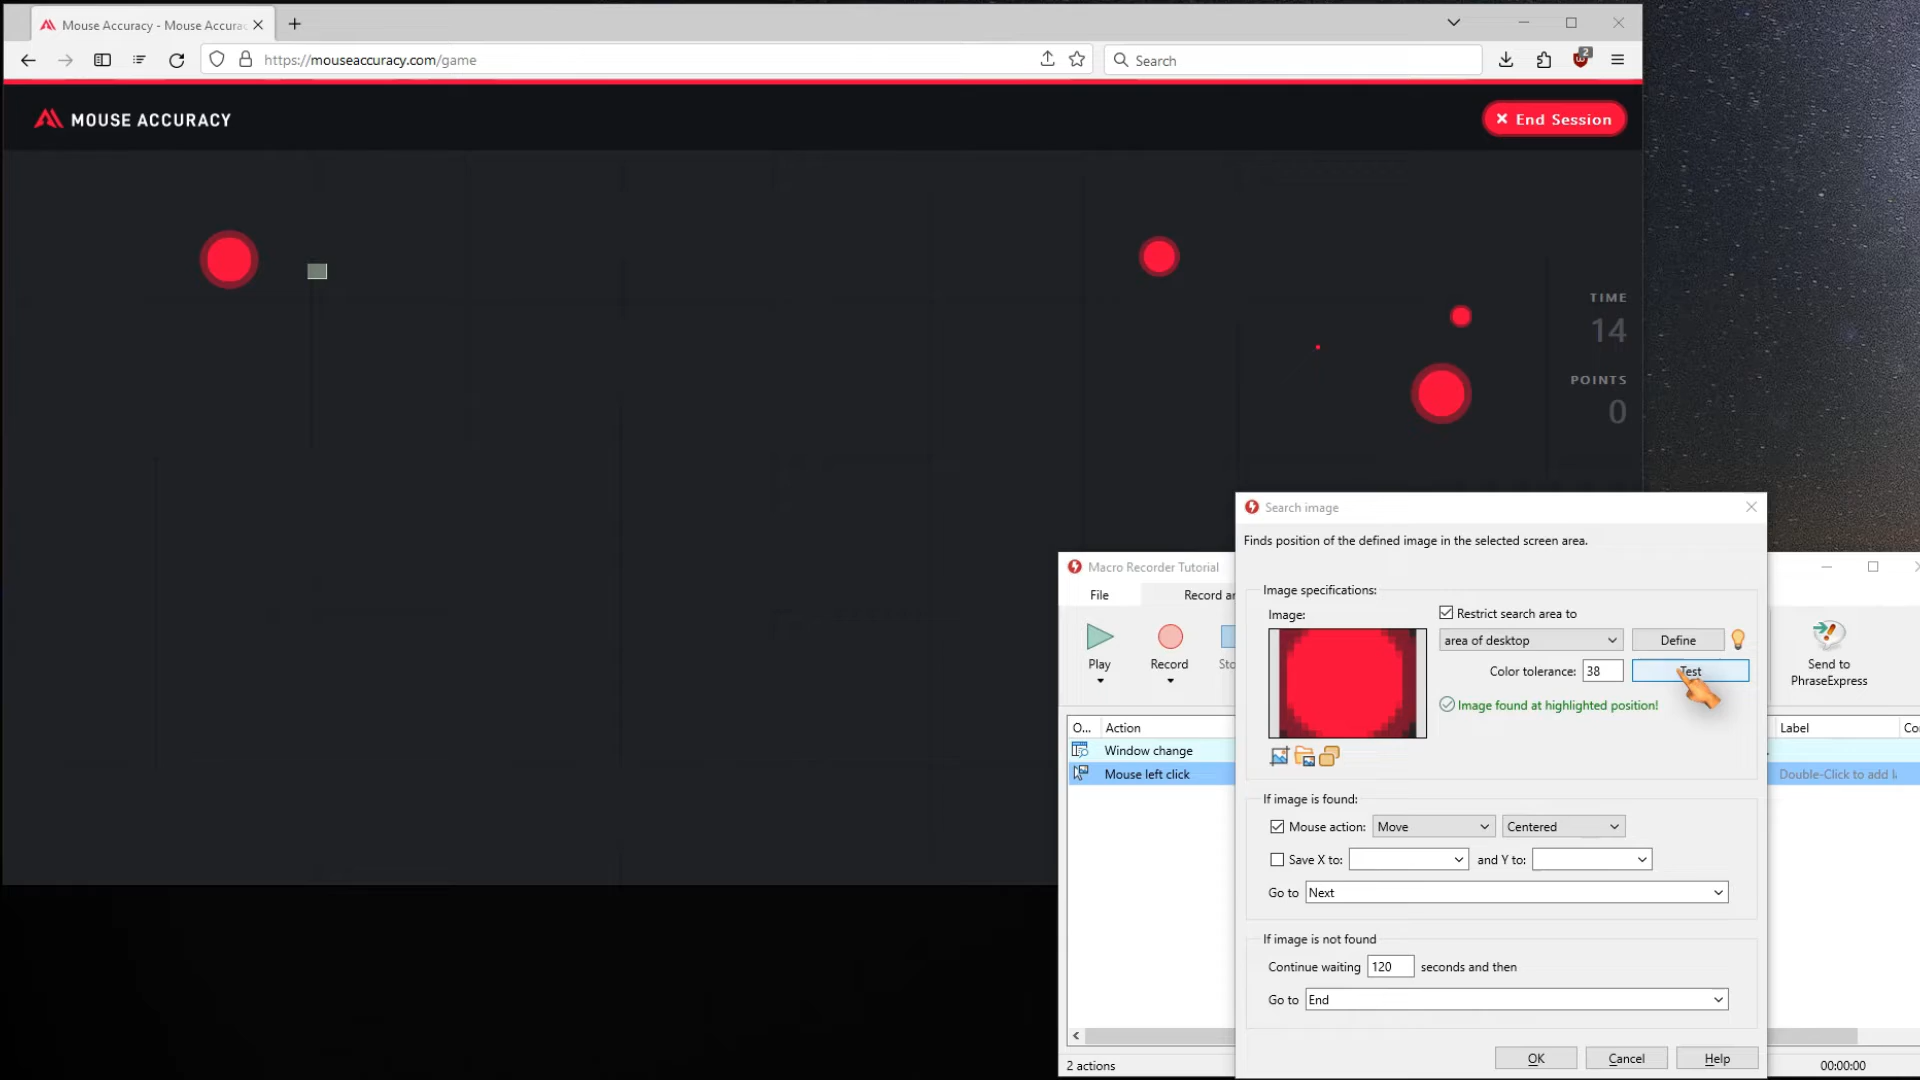 Mouse Accuracy - Mouse Accura
https://mouseaccuracy.com/game
Search
2
MOUSE ACCURACY
End Session
TIME
14
POINTS
0
Search image
Finds position of the defined image in the selected screen area.
Image specifications:
Image:
Restrict search area to
area of desktop
Define
Color tolerance:
38
Test
Image found at highlighted position!
If image is found:
Mouse action:
Move
Centered
Save X to:
and Y to:
Go to
Next
If image is not found
Continue waiting
120
seconds and then
Go to
End
OK
Cancel
Help
Macro Recorder Tutorial
File
Record ar
Play
Record
Sto
Send to
PhraseExpress
O...
Action
Label
Co
Window change
Mouse left click
Double-Click to add l
2 actions
00:00:00